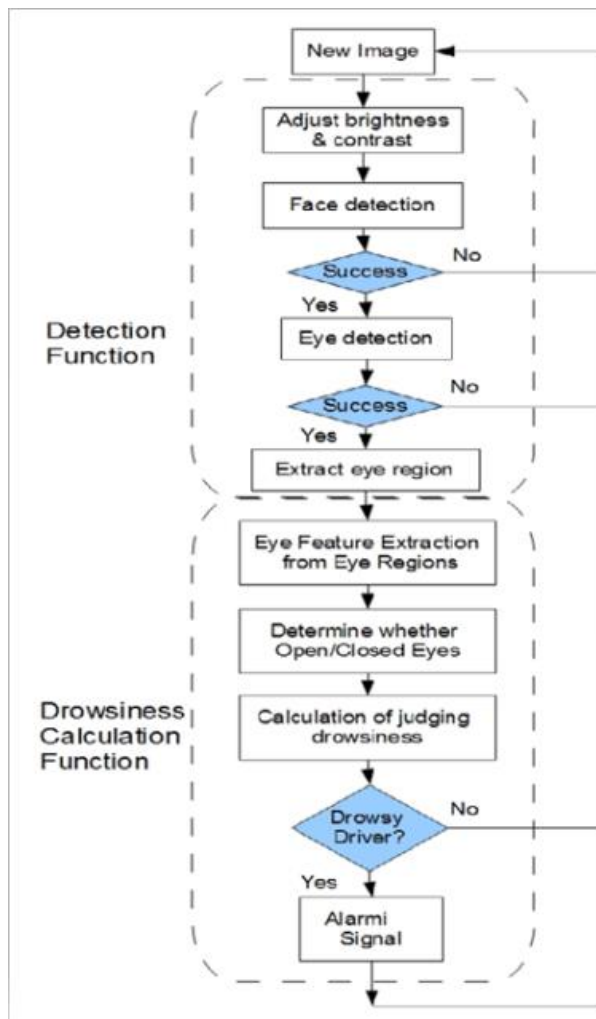 New Image
Adjust brightness
& contrast
Face detection
Success
No
Yes
Eye detection
Success
No
Yes
Extract eye region
Detection
Function
Eye Feature Extraction
from Eye Regions
Determine whether
Open/Closed Eyes
Calculation of judging
drowsiness
Drowsy
Driver?
No
Yes
Alarmi
Signal
Drowsiness
Calculation
Function